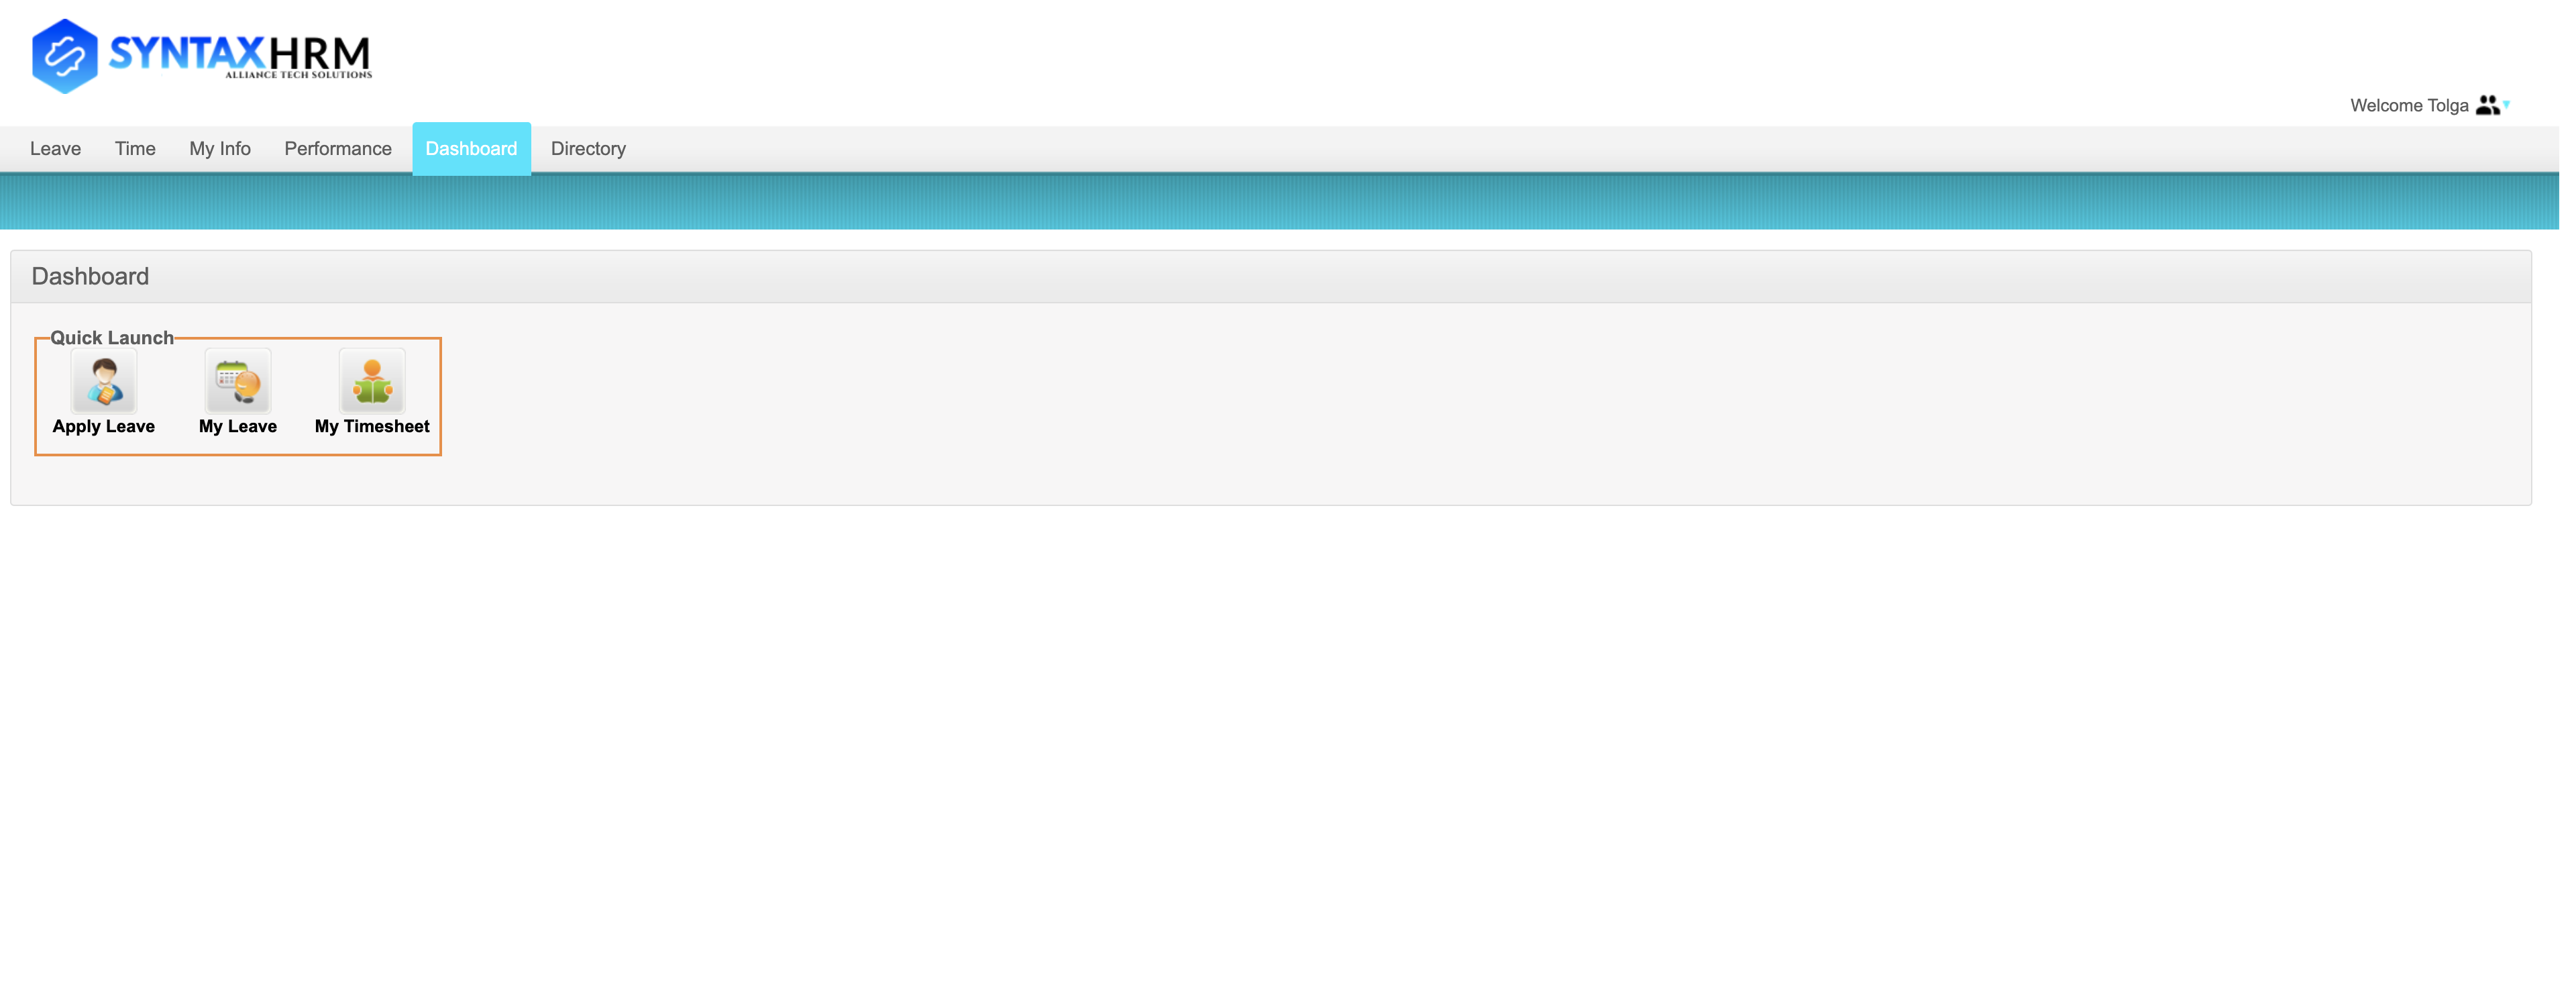 SYNTAXHRM
ALLIANCE TECH SOLUTIONS
Welcome Tolga
Leave Time My Info Performance Dashboard Directory
Dashboard
Quick Launch
Apply Leave My Leave My Timesheet